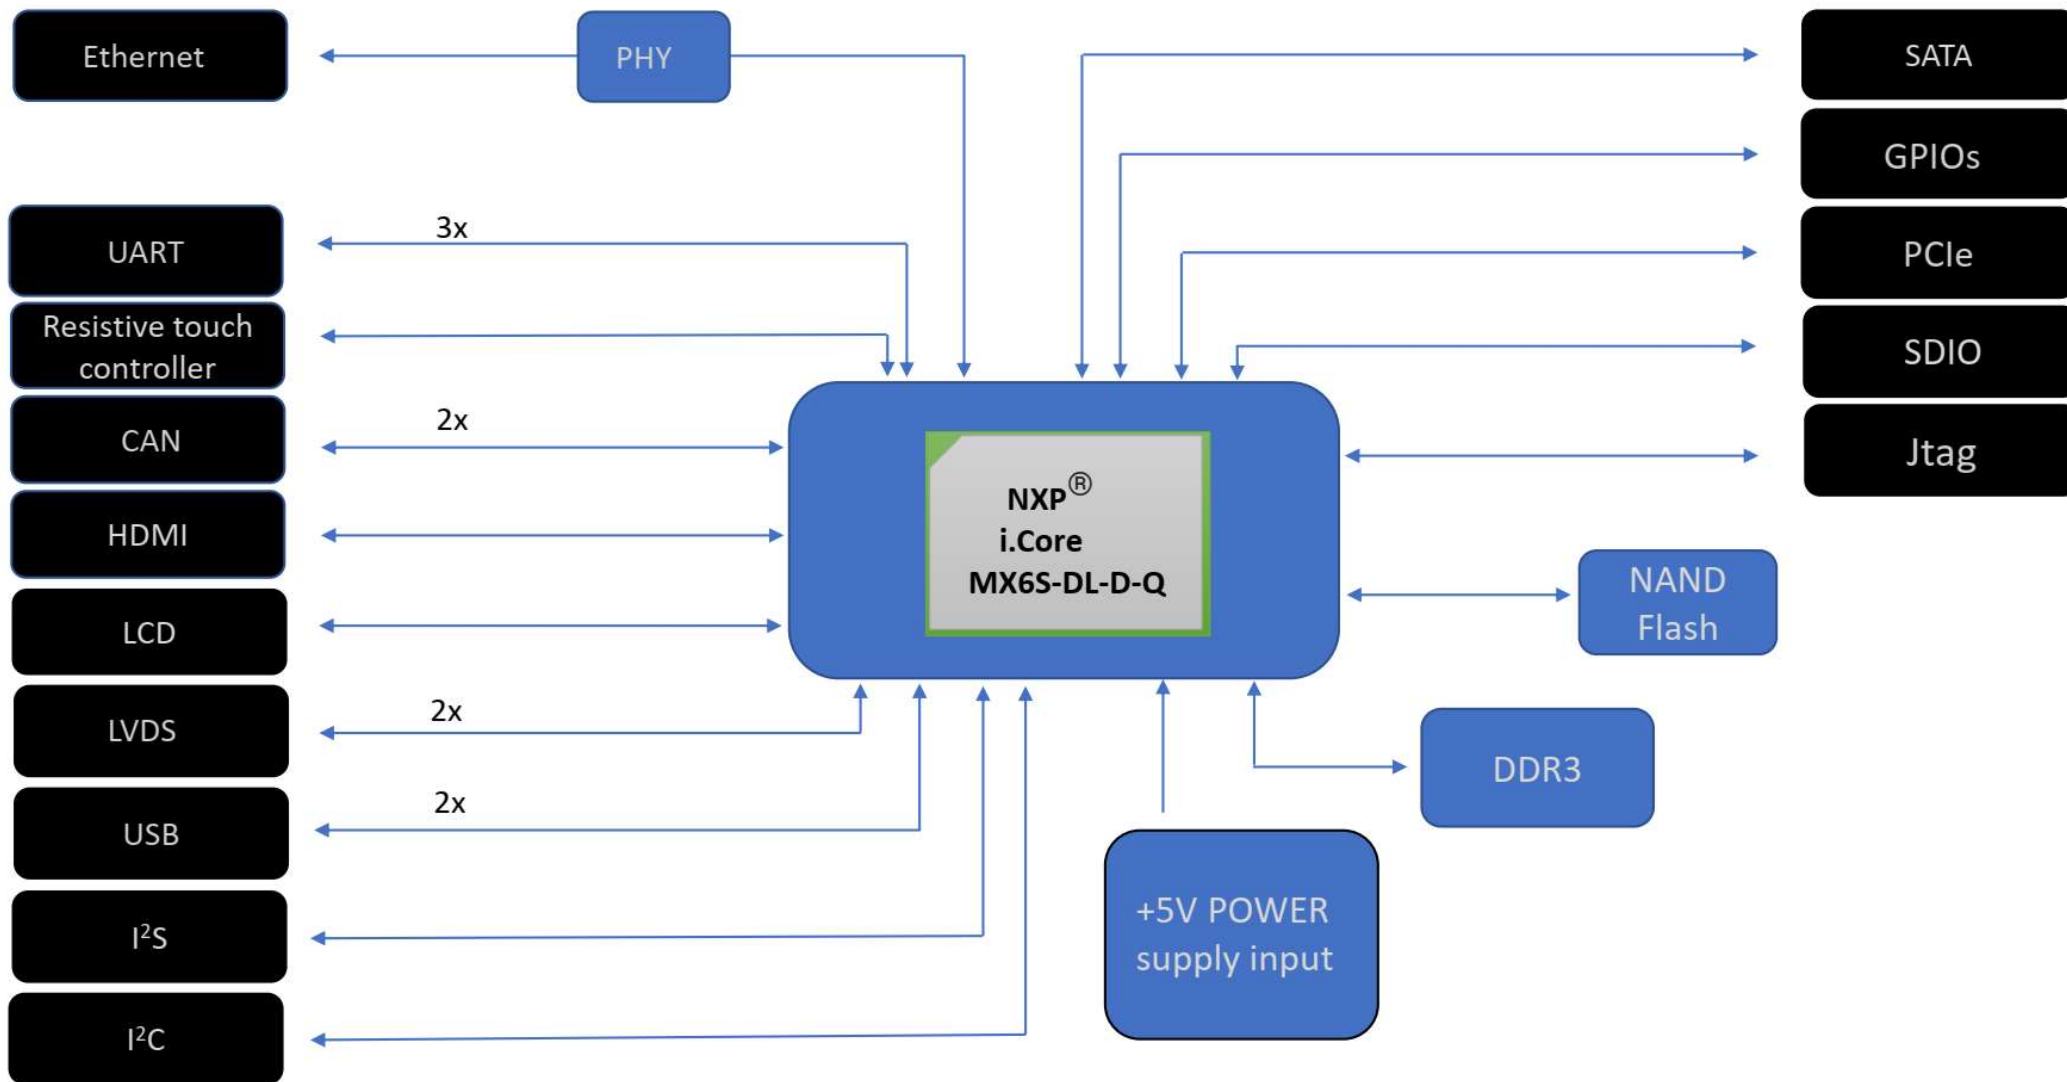 Ethernet
PHY
SATA
GPIOs
3x
UART
PCIe
Resistive touch
controller
SDIO
2x
CAN
Jtag
NXP®
i.Core
MX6S-DL-D-Q
HDMI
NAND
Flash
LCD
2x
LVDS
DDR3
2x
USB
+5V POWER
supply input
I²S
I²C